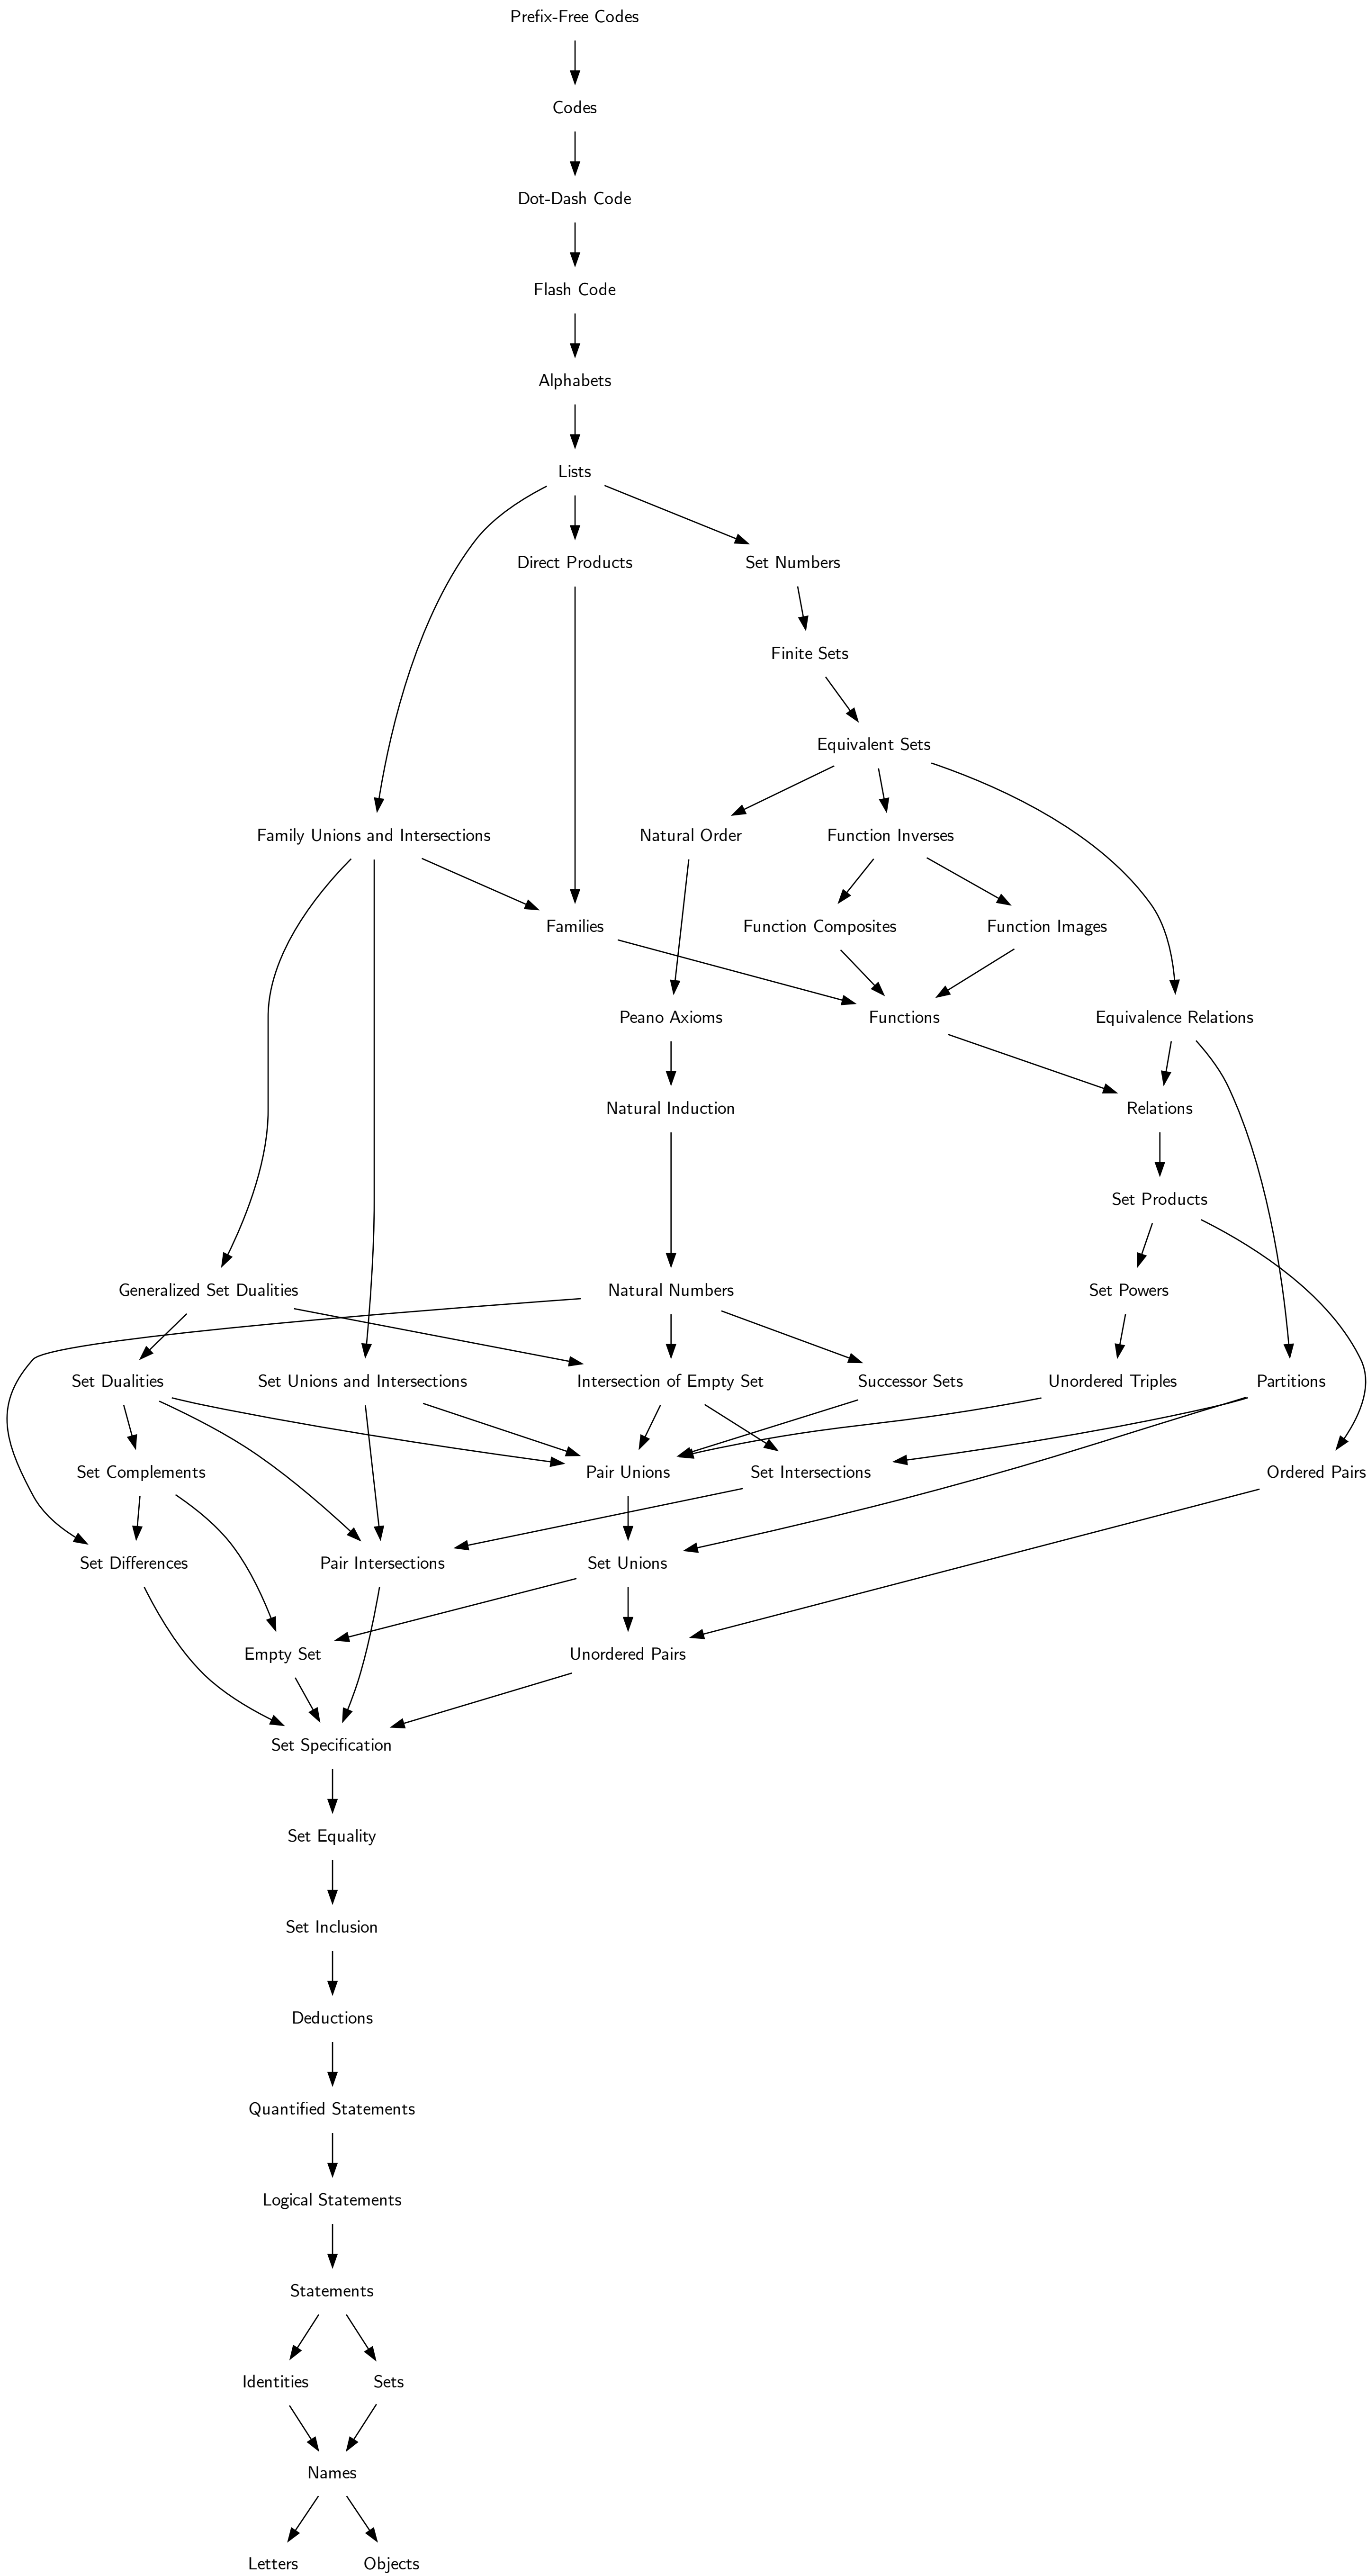 Prefix-Free Codes
Codes
Dot-Dash Code
Flash Code
Alphabets
Lists
Direct Products
Set Numbers
Finite Sets
Equivalent Sets
Family Unions and Intersections
Natural Order
Function Inverses
Families
Function Composites
Function Images
Peano Axioms
Functions
Equivalence Relations
Natural Induction
Relations
Set Products
Generalized Set Dualities
Natural Numbers
Set Powers
Set Dualities
Set Unions and Intersections
Intersection of Empty Set
Successor Sets
Unordered Triples
Partitions
Set Complements
Pair Unions
Set Intersections
Ordered Pairs
Set Differences
Pair Intersections
Set Unions
Empty Set
Unordered Pairs
Set Specification
Set Equality
Set Inclusion
Deductions
Quantified Statements
Logical Statements
Statements
Identities
Sets
Names
Letters
Objects